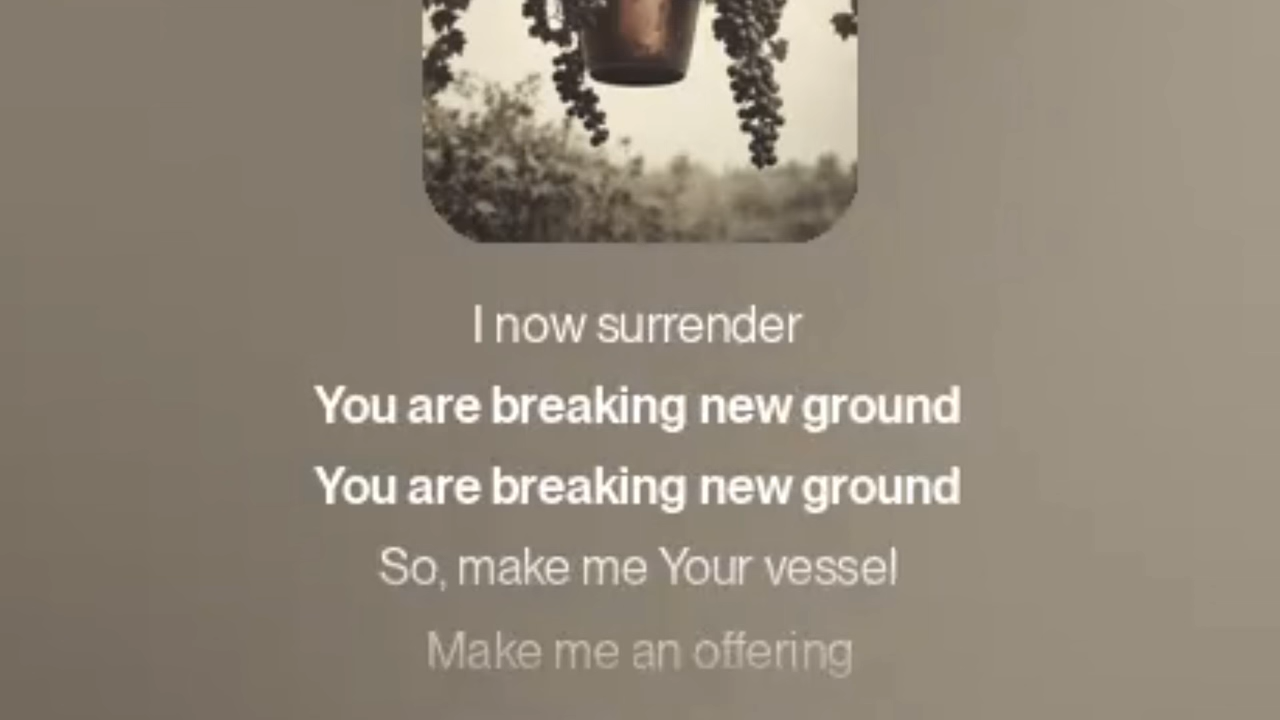 I now surrender
You are breaking new ground
You are breaking new ground
So, make me Your vessel
Make me an offering